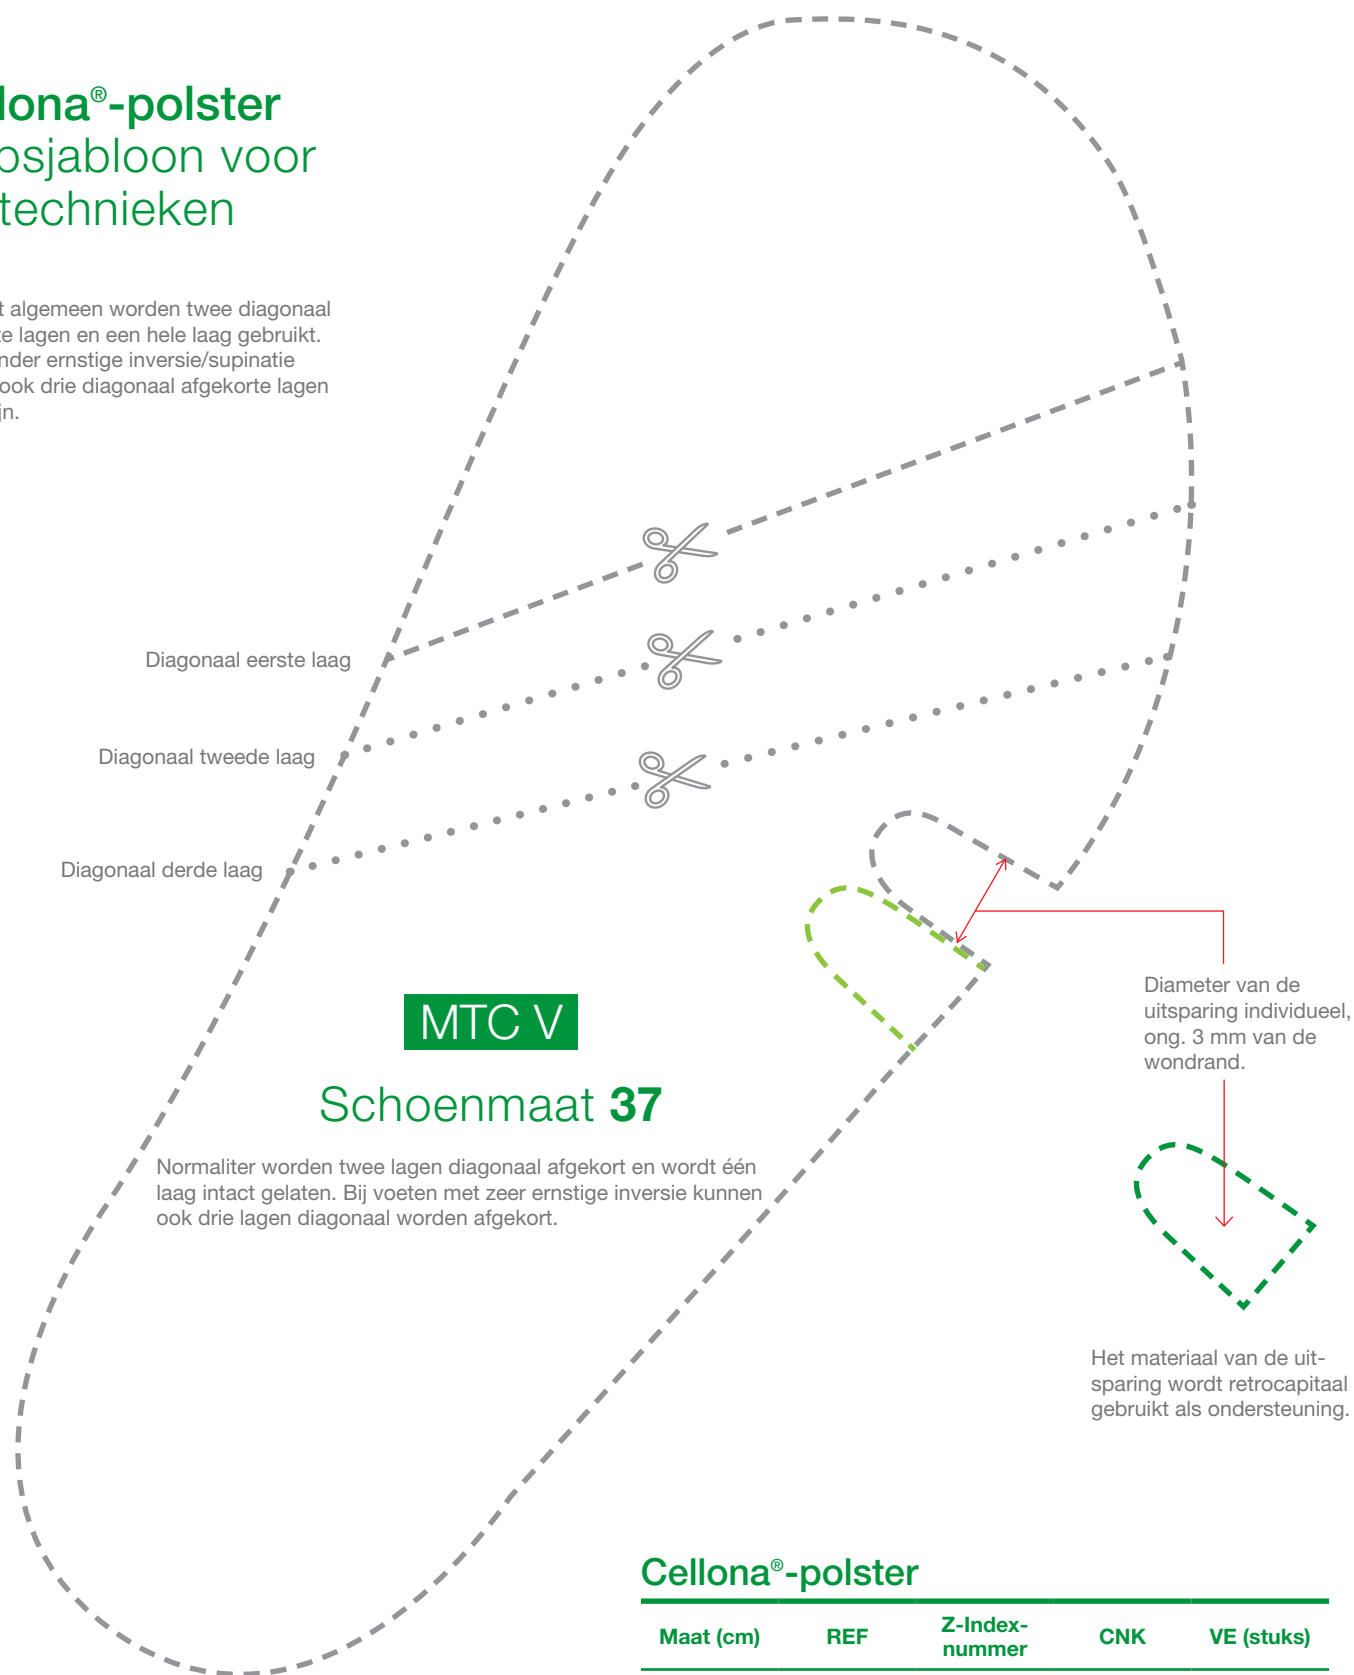 lona®-polster
psjabloon voor
technieken
t algemeen worden twee diagonaal
te lagen en een hele laag gebruikt.
nder ernstige inversie/supinatie
ook drie diagonaal afgekorte lagen
jn.
Diagonaal eerste laag
Diagonaal tweede laag
Diagonaal derde laag
MTC V
Schoenmaat 37
Normaliter worden twee lagen diagonaal afgekort en wordt één
laag intact gelaten. Bij voeten met zeer ernstige inversie kunnen
ook drie lagen diagonaal worden afgekort.
Diameter van de
uitsparing individueel,
ong. 3 mm van de
wondrand.
Het materiaal van de uit-
sparing wordt retrocapitaal
gebruikt als ondersteuning.
Cellona®-polster
Maat (cm) REF Z-Index-
nummer CNK VE (stuks)